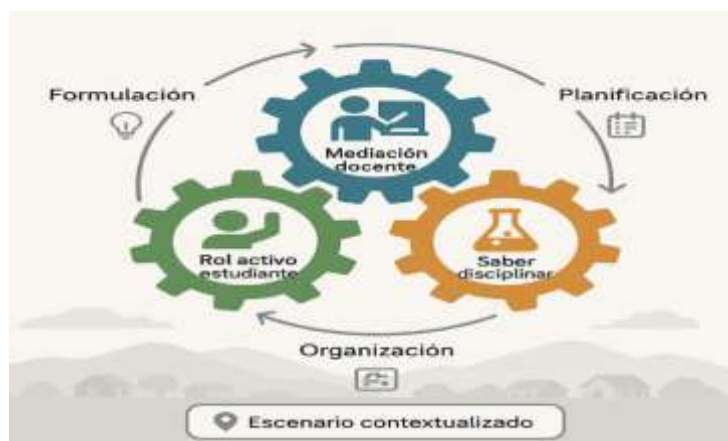 Formulación
Planificación
Mediación
docente
Rol activo
estudiante
Saber
disciplinar
Organización
Escenario contextualizado